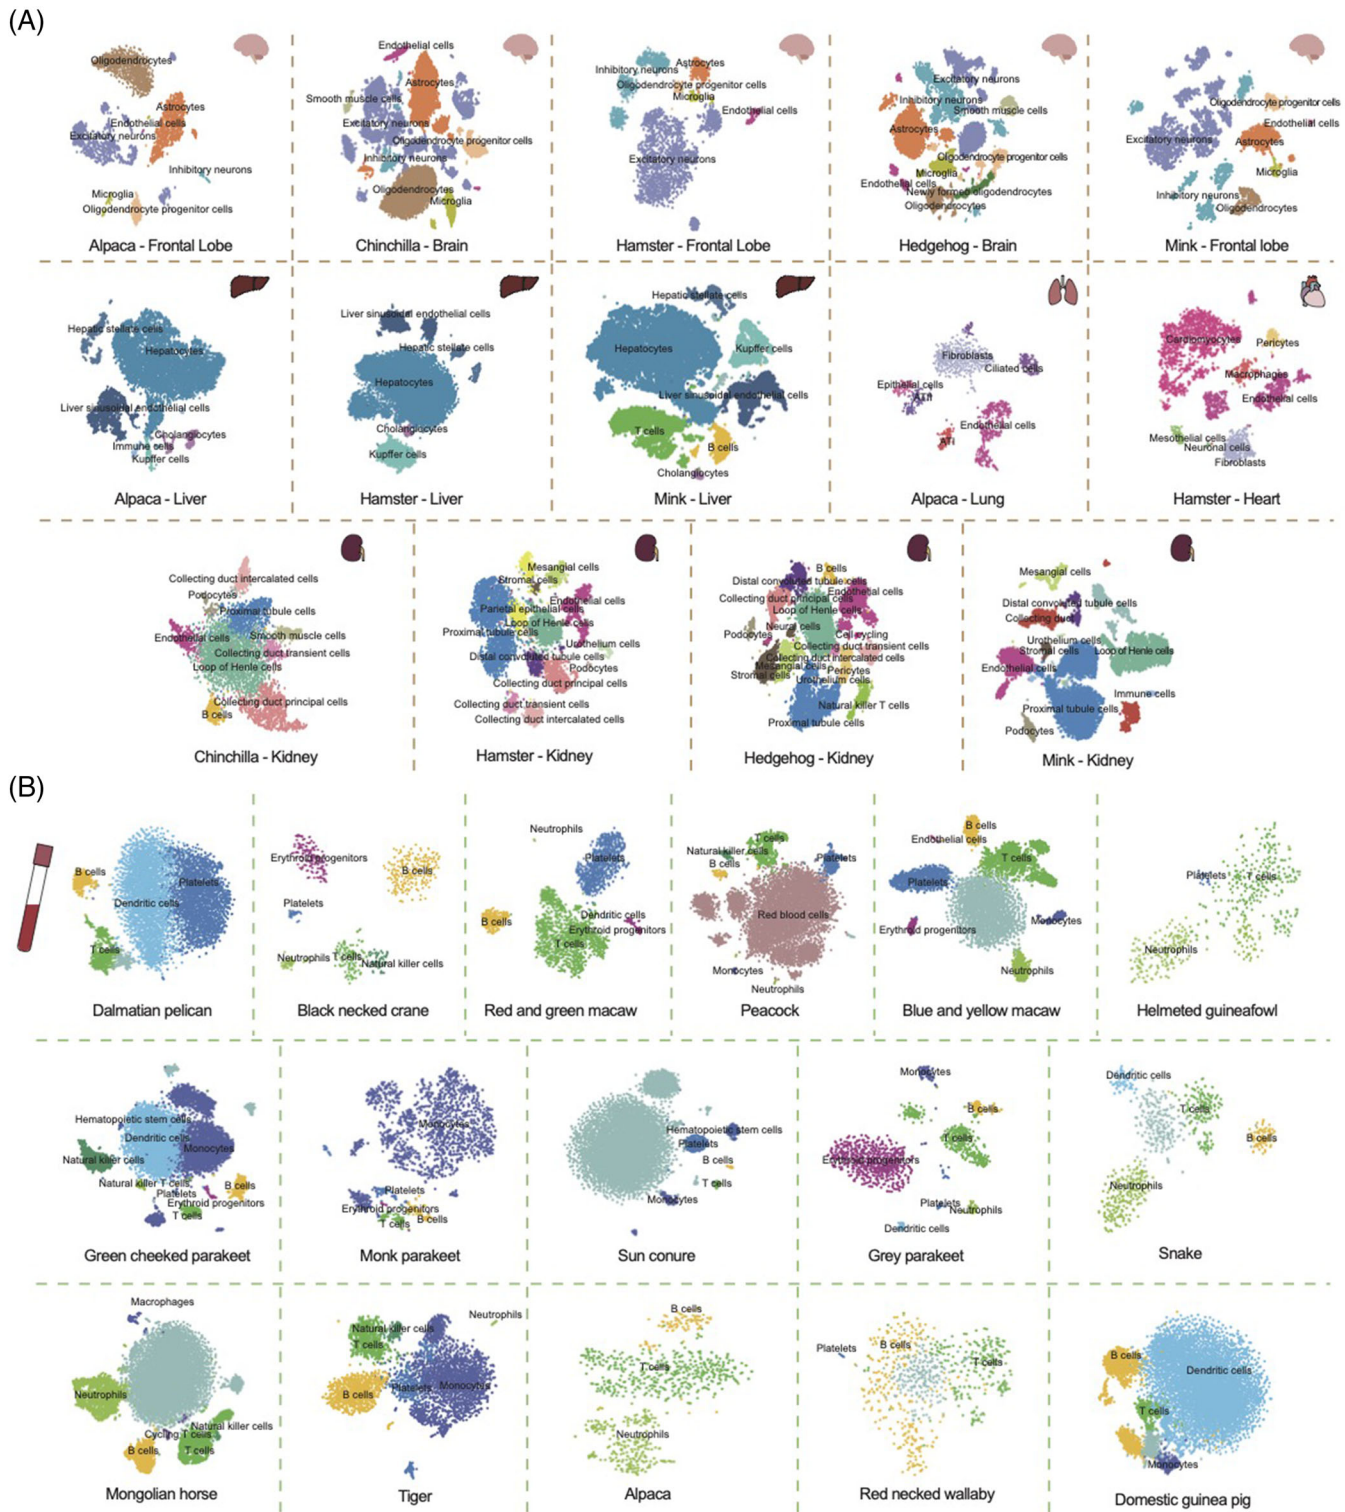 (A)
Oligodendrocytes
Astrocytes
Endothelial cells
Excitatory neurons
Inhibitory neurons
Microglia
Oligodendrocyte progenitor cells
Alpaca - Frontal Lobe
Endothelial cells
Astrocytes
Smooth muscle cells
Excitatory neurons
Oligodendrocyte progenitor cells
Inhibitory neurons
Oligodendrocytes
Microglia
Chinchilla - Brain
Astrocytes
Inhibitory neurons
Oligodendrocyte progenitor cells
Microglia
Endothelial cells
Excitatory neurons
Hamster - Frontal Lobe
Excitatory neurons
Inhibitory neurons
Smooth muscle cells
Astrocytes
Oligodendrocyte progenitor cells
Microglia
Endothelial cells
Newly formed oligodendrocytes
Oligodendrocytes
Hedgehog - Brain
Oligodendrocyte progenitor cells
Endothelial cells
Excitatory neurons
Astrocytes
Microglia
Inhibitory neurons
Oligodendrocytes
Mink - Frontal lobe
Hepatic stellate cells
Hepatocytes
Liver sinusoidal endothelial cells
Cholangiocytes
Immune cells
Kupffer cells
Alpaca - Liver
Liver sinusoidal endothelial cells
Hepatic stellate cells
Hepatocytes
Cholangiocytes
Kupffer cells
Hamster - Liver
Hepatic stellate cells
Hepatocytes
Kupffer cells
Liver sinusoidal endothelial cells
T cells
B cells
Cholangiocytes
Mink - Liver
Fibroblasts
Ciliated cells
Epithelial cells
ATII
Endothelial cells
ATI
Alpaca - Lung
Cardiomyocytes
Pericytes
Macrophages
Endothelial cells
Mesothelial cells
Neuronal cells
Fibroblasts
Hamster - Heart
Collecting duct intercalated cells
Podocytes
Proximal tubule cells
Endothelial cells
Smooth muscle cells
Collecting duct transient cells
Loop of Henle cells
Collecting duct principal cells
B cells
Chinchilla - Kidney
Mesangial cells
Stromal cells
Endothelial cells
Parietal epithelial cells
Loop of Henle cells
Proximal tubule cells
Urothelium cells
Distal convoluted tubule cells
Podocytes
Collecting duct principal cells
Collecting duct transient cells
Collecting duct intercalated cells
Hamster - Kidney
B cells
Distal convoluted tubule cells
Endothelial cells
Collecting duct principal cells
Loop of Henle cells
Neural cells
Podocytes
Cell cycling
Collecting duct transient cells
Collecting duct intercalated cells
Mesangial cells
Pericytes
Stromal cells
Urothelium cells
Natural killer T cells
Proximal tubule cells
Hedgehog - Kidney
Mesangial cells
Distal convoluted tubule cells
Collecting duct
Urothelium cells
Stromal cells
Loop of Henle cells
Endothelial cells
Immune cells
Proximal tubule cells
Podocytes
Mink - Kidney
(B)
B cells
Platelets
Dendritic cells
T cells
Dalmatian pelican
Erythroid progenitors
B cells
Platelets
Neutrophils
T cells
Natural killer cells
Black necked crane
Neutrophils
Platelets
B cells
Dendritic cells
Erythroid progenitors
T cells
Red and green macaw
T cells
Natural killer cells
B cells
Platelets
Red blood cells
Monocytes
Neutrophils
Peacock
B cells
Endothelial cells
T cells
Platelets
Monocytes
Erythroid progenitors
Neutrophils
Blue and yellow macaw
Platelets
T cells
Neutrophils
Helmeted guineafowl
Hematopoietic stem cells
Dendritic cells
Monocytes
Natural killer cells
Natural killer T cells
Platelets
B cells
Erythroid progenitors
T cells
Green cheeked parakeet
Monocytes
Platelets
Erythroid progenitors
B cells
T cells
Monk parakeet
Hematopoietic stem cells
Platelets
B cells
T cells
Monocytes
Sun conure
Monocytes
B cells
T cells
Erythroid progenitors
Platelets
Neutrophils
Dendritic cells
Grey parakeet
Dendritic cells
T cells
B cells
Neutrophils
Snake
Macrophages
Neutrophils
Natural killer cells
Cycling T cells
B cells
T cells
Mongolian horse
Neutrophils
Natural killer cells
T cells
Platelets
Monocytes
B cells
Tiger
B cells
T cells
Neutrophils
Alpaca
Platelets
B cells
T cells
Red necked wallaby
B cells
Dendritic cells
T cells
Monocytes
Domestic guinea pig